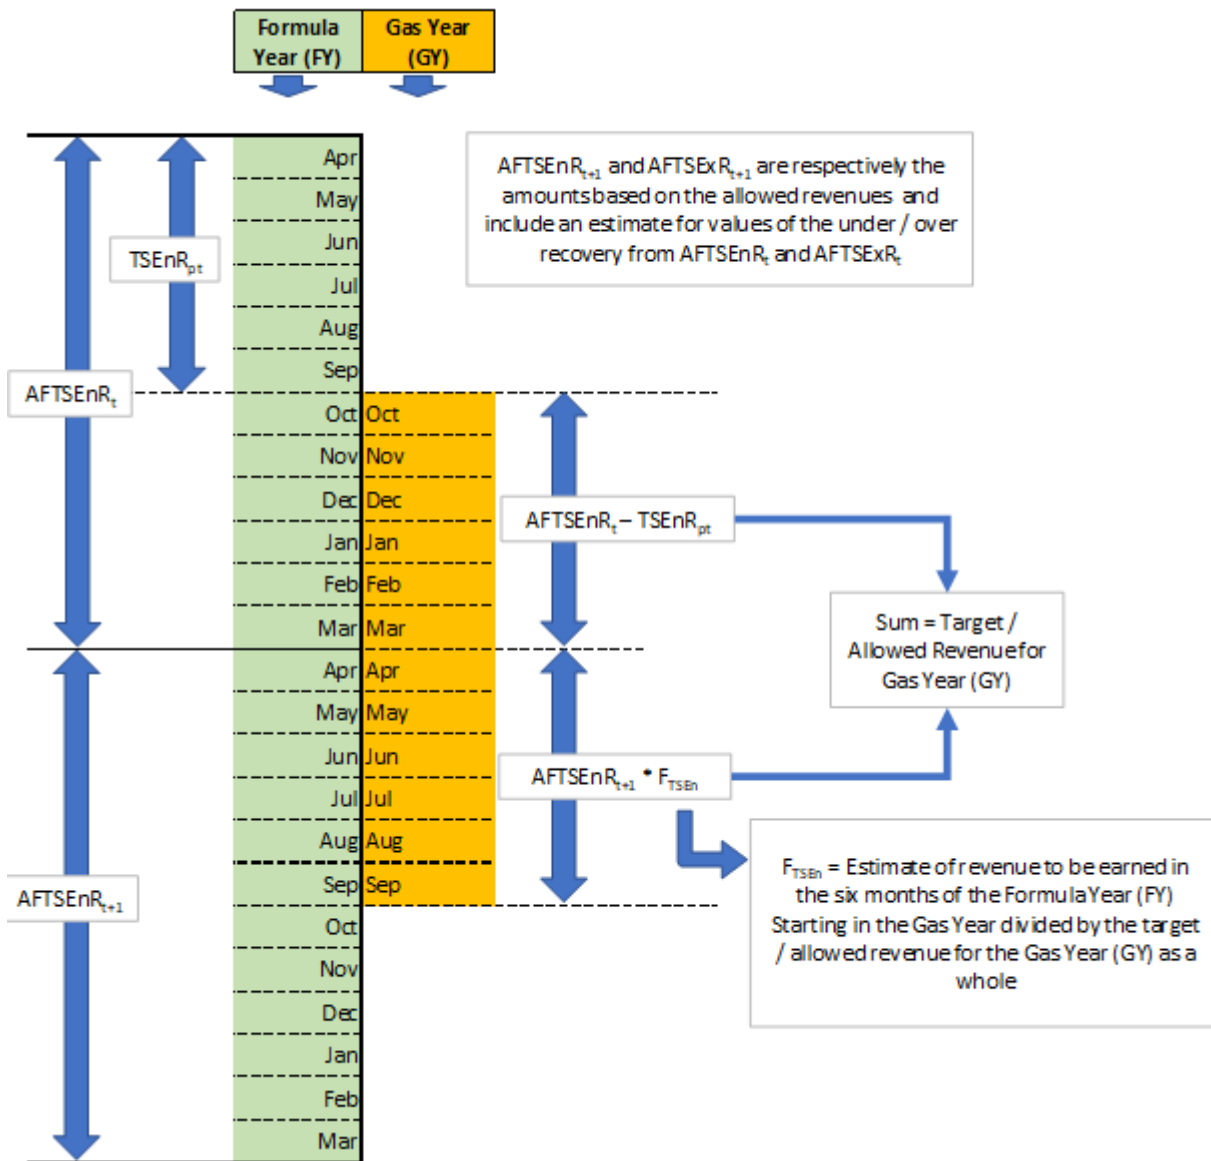 Formula
Year (FY)
Gas Year
(GY)
AFTSEnRt+1 and AFTSExRt+1 are respectively the
amounts based on the allowed revenues and
include an estimate for values of the under / over
recovery from AFTSEnRt and AFTSExRt
Apr
May
Jun
TSEnRpt
Jul
Aug
Sep
AFTSEnRt
Oct Oct
Nov Nov
Dec Dec
AFTSEnRt – TSEnRpt
Jan Jan
Feb Feb
Mar Mar
Sum = Target /
Allowed Revenue for
Gas Year (GY)
Apr Apr
May May
Jun Jun
AFTSEnRt+1 * FTSEn
Jul Jul
Aug Aug
Sep Sep
AFTSEnRt+1
FTSEn = Estimate of revenue to be earned in
the six months of the Formula Year (FY)
Starting in the Gas Year divided by the target
/ allowed revenue for the Gas Year (GY) as a
whole
Oct
Nov
Dec
Jan
Feb
Mar